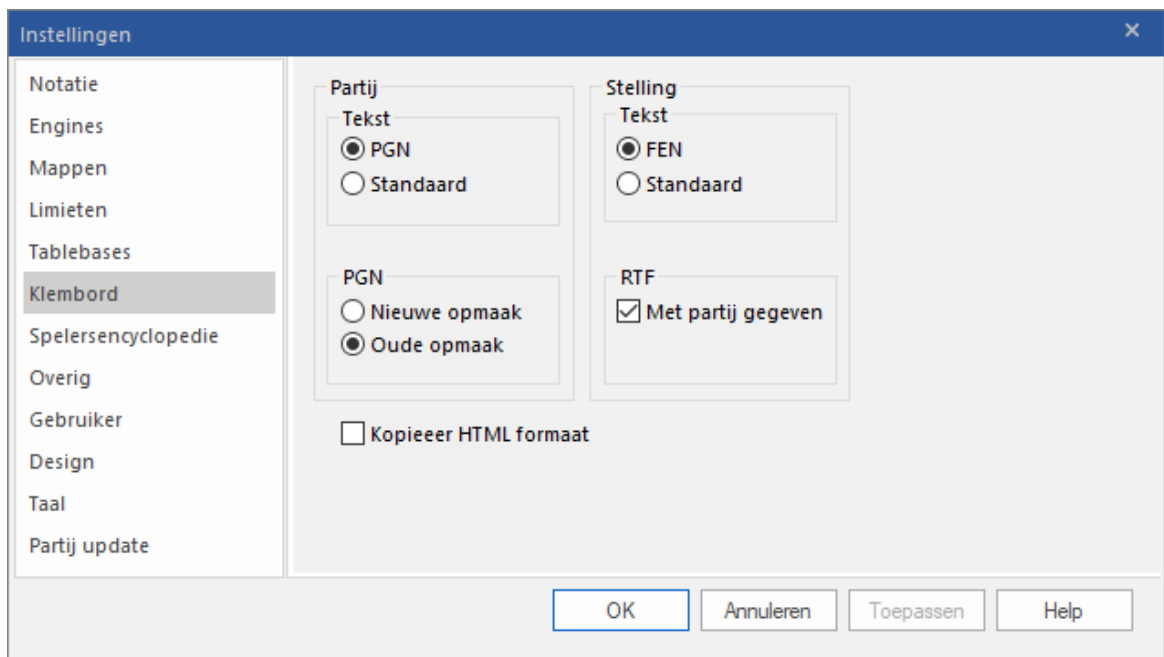 Instellingen
Notatie
Engines
Mappen
Limieten
Tablebases
Klembord
Spelersencyclopedie
Overig
Gebruiker
Design
Taal
Partij update
Partij
Tekst
PGN
Standaard
PGN
Nieuwe opmaak
Oude opmaak
Stelling
Tekst
FEN
Standaard
RTF
Met partij gegeven
Kopieeer HTML formaat
OK
Annuleren
Toepassen
Help